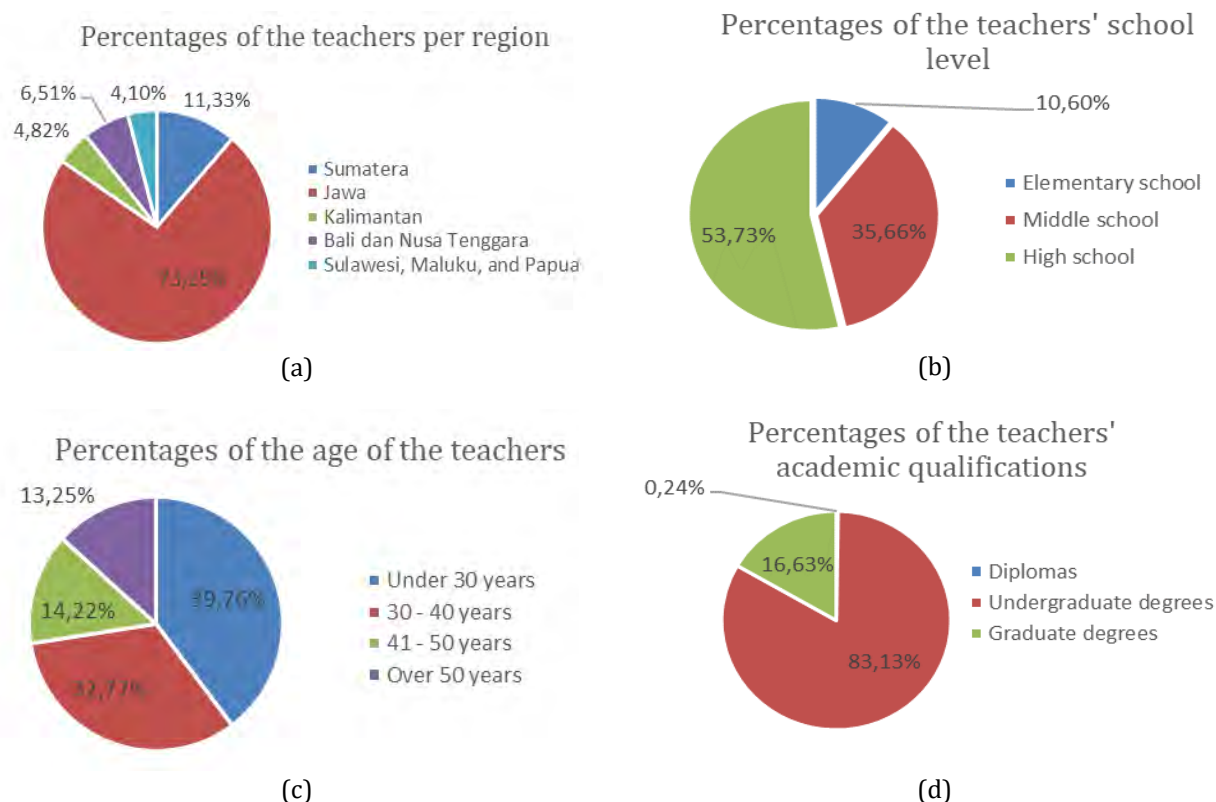 Percentages of the teachers per region
6,51%
4,10%
11,33%
4,82%
Sumatera
Jawa
Kalimantan
Bali dan Nusa Tenggara
Sulawesi, Maluku, and Papua
(a)
Percentages of the teachers' school
level
10,60%
53,73%
35,66%
Elementary school
Middle school
High school
(b)
Percentages of the age of the teachers
13,25%
39,76%
14,22%
32,77%
Under 30 years
30 - 40 years
41 - 50 years
Over 50 years
(c)
Percentages of the teachers'
academic qualifications
0,24%
16,63%
83,13%
Diplomas
Undergraduate degrees
Graduate degrees
(d)